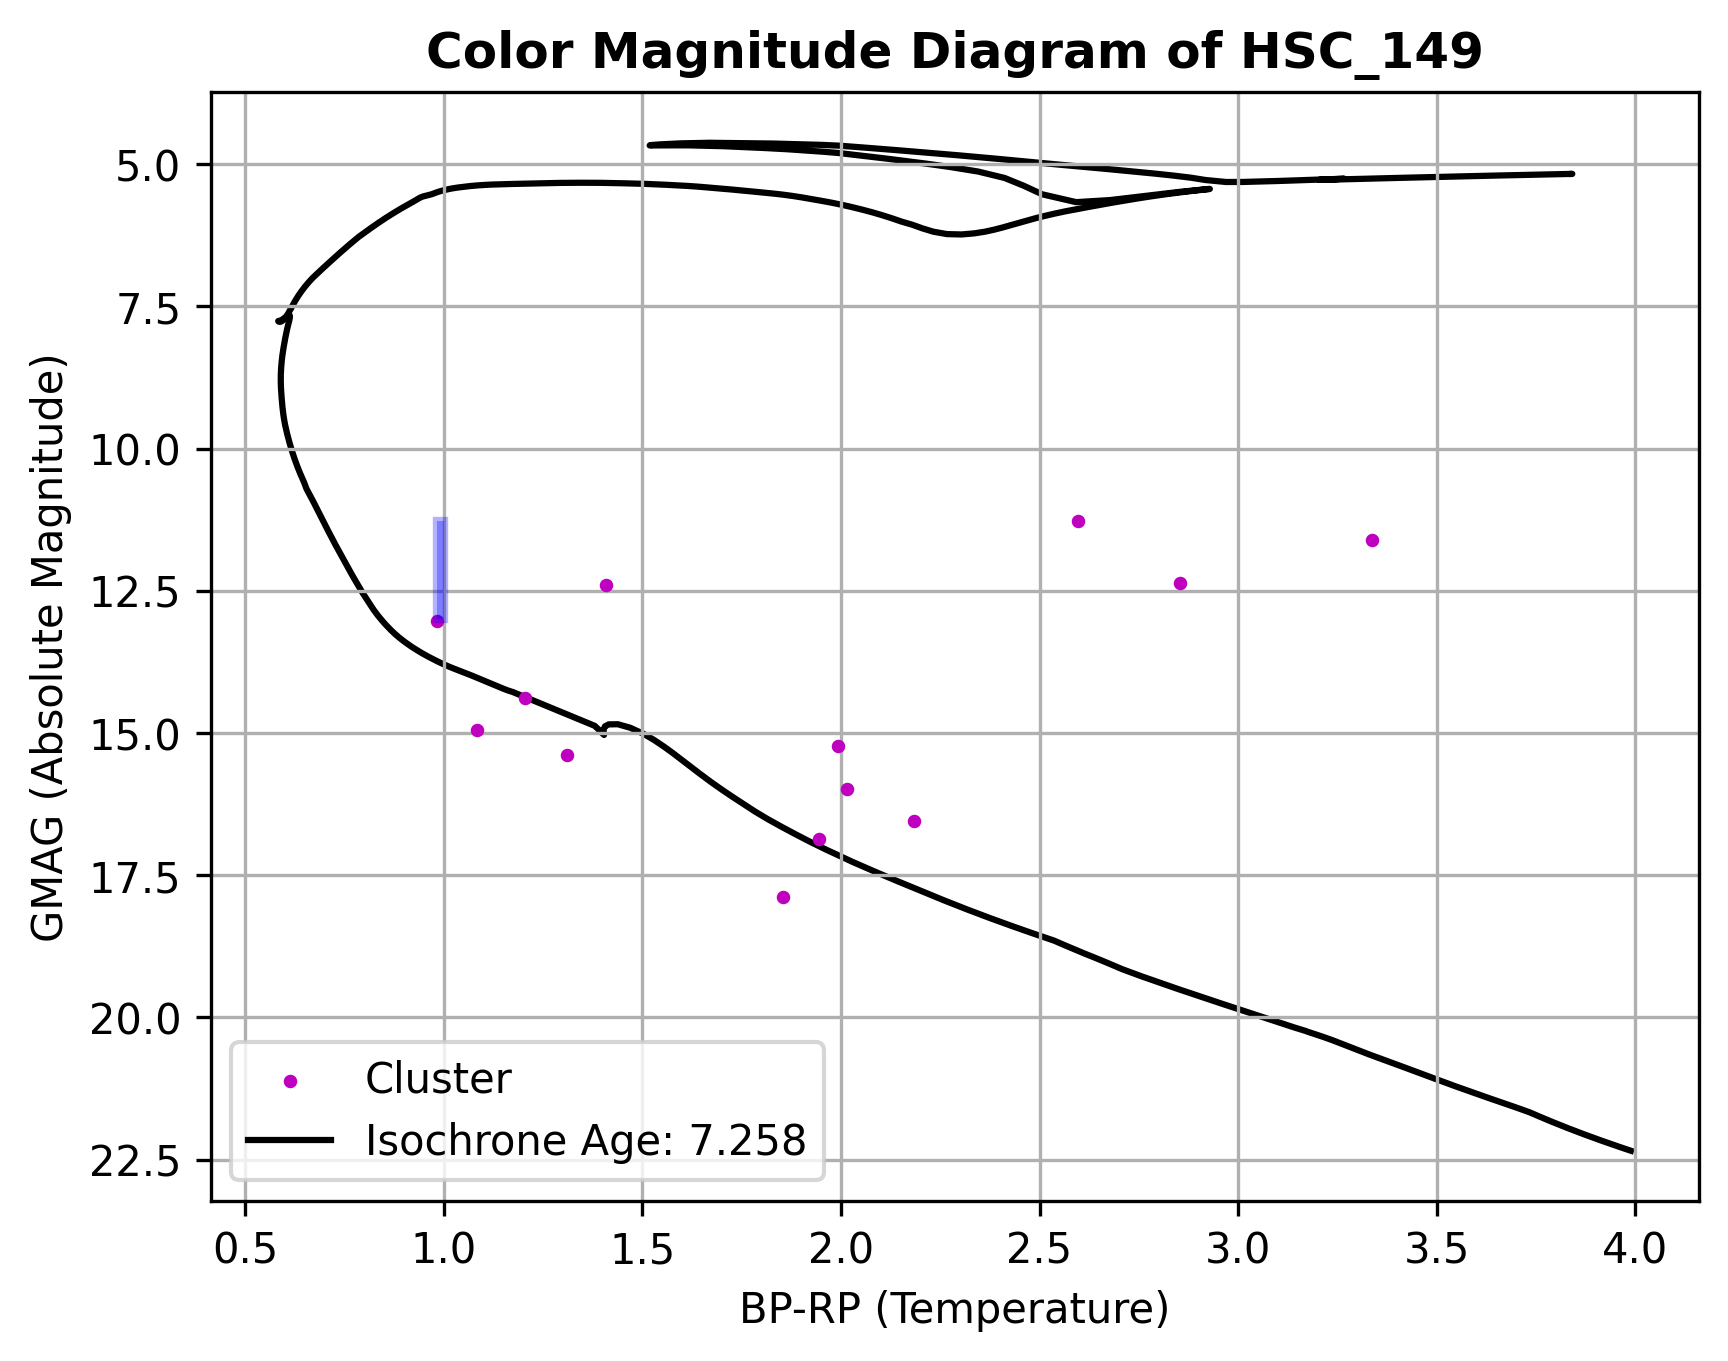 Color Magnitude Diagram of HSC_149
GMAG (Absolute Magnitude)
5.0
7.5
10.0
12.5
15.0
17.5
20.0
22.5
Cluster
Isochrone Age: 7.258
0.5 1.0 1.5 2.0 2.5 3.0 3.5 4.0
BP-RP (Temperature)